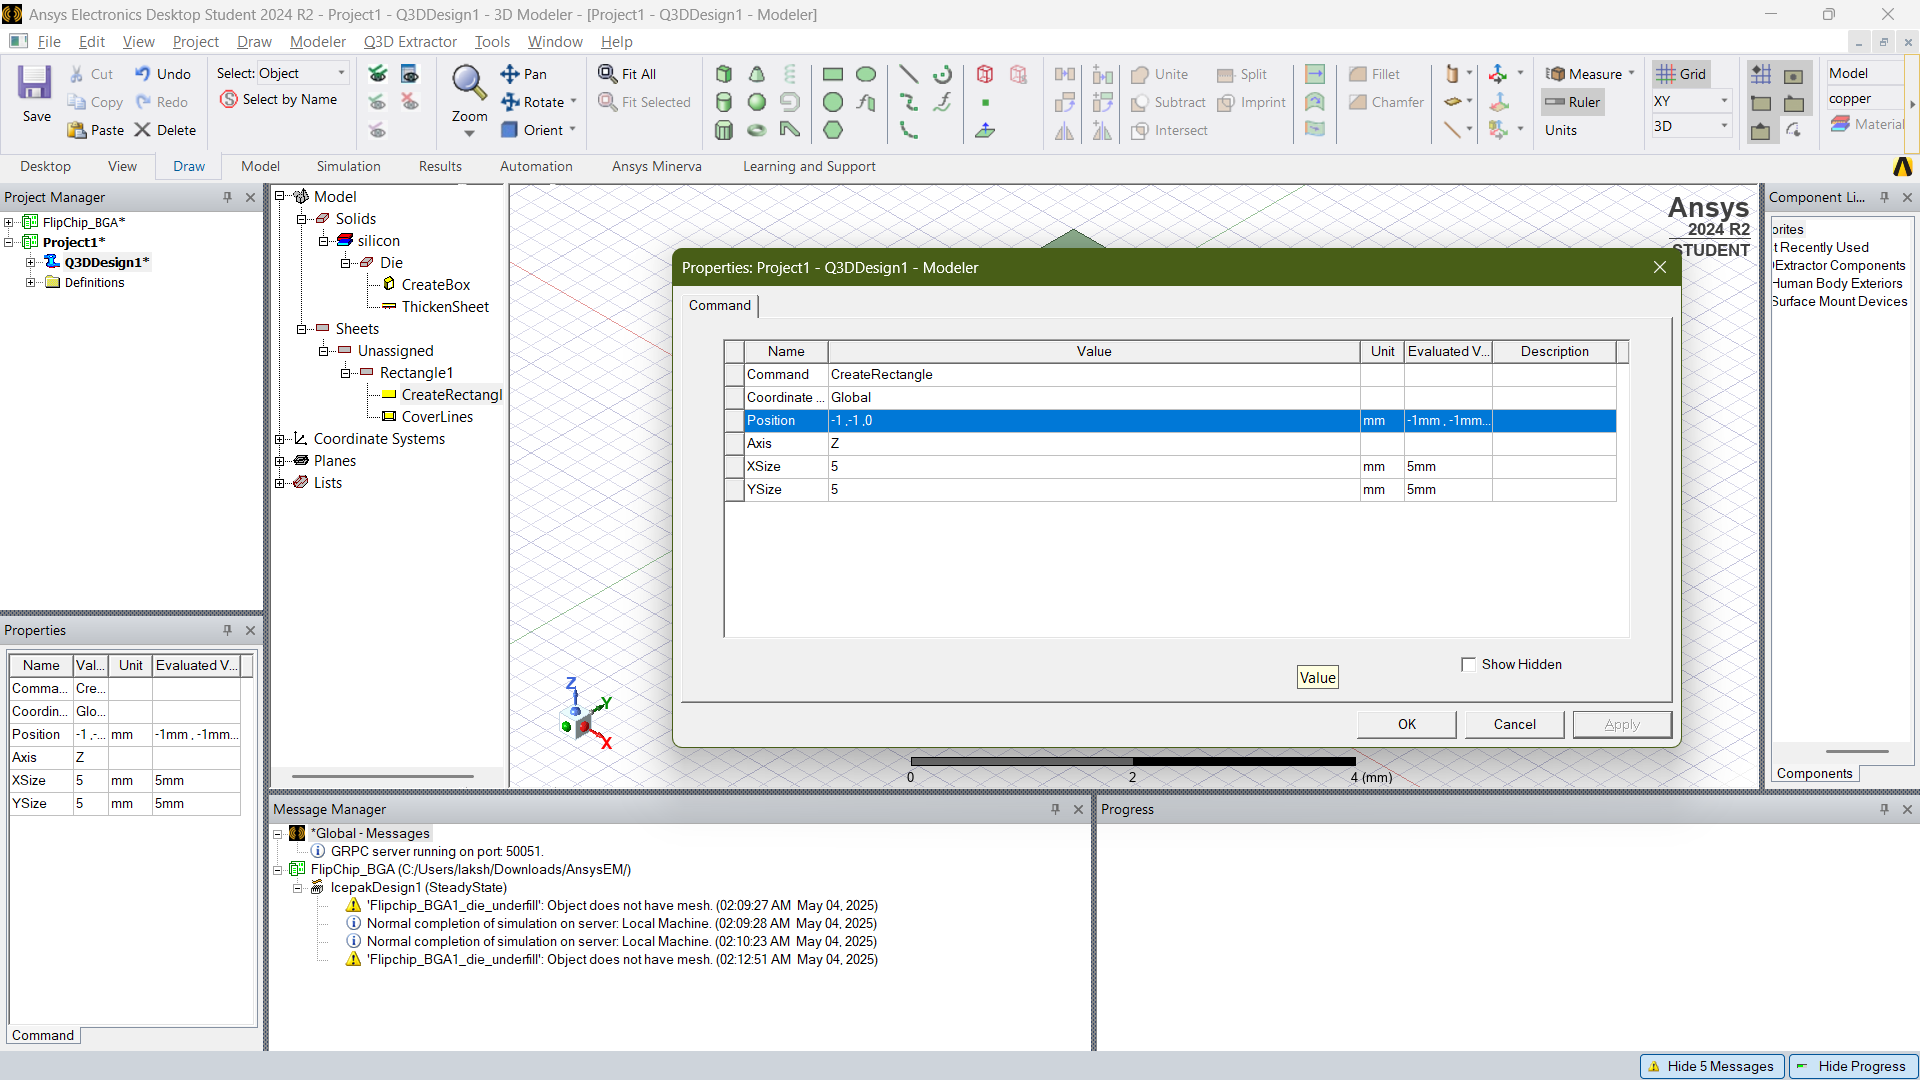 Ansys Electronics Desktop Student 2024 R2 - Project1 - Q3DDesign1 - 3D Modeler - [Project1 - Q3DDesign1 - Modeler]
File Edit View Project Draw Modeler Q3D Extractor Tools Window Help
Save
Cut
Copy
Paste
Undo
Redo
Delete
Select: Object
Select by Name
Zoom
Pan
Rotate
Orient
Fit All
Fit Selected
Unite
Subtract
Intersect
Split
Imprint
Fillet
Chamfer
Measure
Ruler
Units
Grid
XY
3D
Model
copper
Material
Desktop View Draw Model Simulation Results Automation Ansys Minerva Learning and Support
Project Manager
FlipChip_BGA*
Project1*
Q3DDesign1*
Definitions
Model
Solids
silicon
Die
CreateBox
ThickenSheet
Sheets
Unassigned
Rectangle1
CreateRectangl
CoverLines
Coordinate Systems
Planes
Lists
Ansys
2024 R2
STUDENT
Component Li...
orites
t Recently Used
Extractor Components
Human Body Exteriors
Surface Mount Devices
Components
Properties: Project1 - Q3DDesign1 - Modeler
Command
Name Value Unit Evaluated V... Description
Command CreateRectangle
Coordinate ... Global
Position -1 ,-1 ,0 mm -1mm , -1mm...
Axis Z
XSize 5 mm 5mm
YSize 5 mm 5mm
Value
Show Hidden
OK Cancel Apply
Z
Y
X
0 2 4 (mm)
Properties
Name Val... Unit Evaluated V...
Comma... Cre...
Coordin... Glo...
Position -1 ,-... mm -1mm , -1mm...
Axis Z
XSize 5 mm 5mm
YSize 5 mm 5mm
Command
Message Manager
*Global - Messages
GRPC server running on port: 50051.
FlipChip_BGA (C:/Users/laksh/Downloads/AnsysEM/)
IcepakDesign1 (SteadyState)
'Flipchip_BGA1_die_underfill': Object does not have mesh. (02:09:27 AM May 04, 2025)
Normal completion of simulation on server: Local Machine. (02:09:28 AM May 04, 2025)
Normal completion of simulation on server: Local Machine. (02:10:23 AM May 04, 2025)
'Flipchip_BGA1_die_underfill': Object does not have mesh. (02:12:51 AM May 04, 2025)
Progress
Hide 5 Messages
Hide Progress